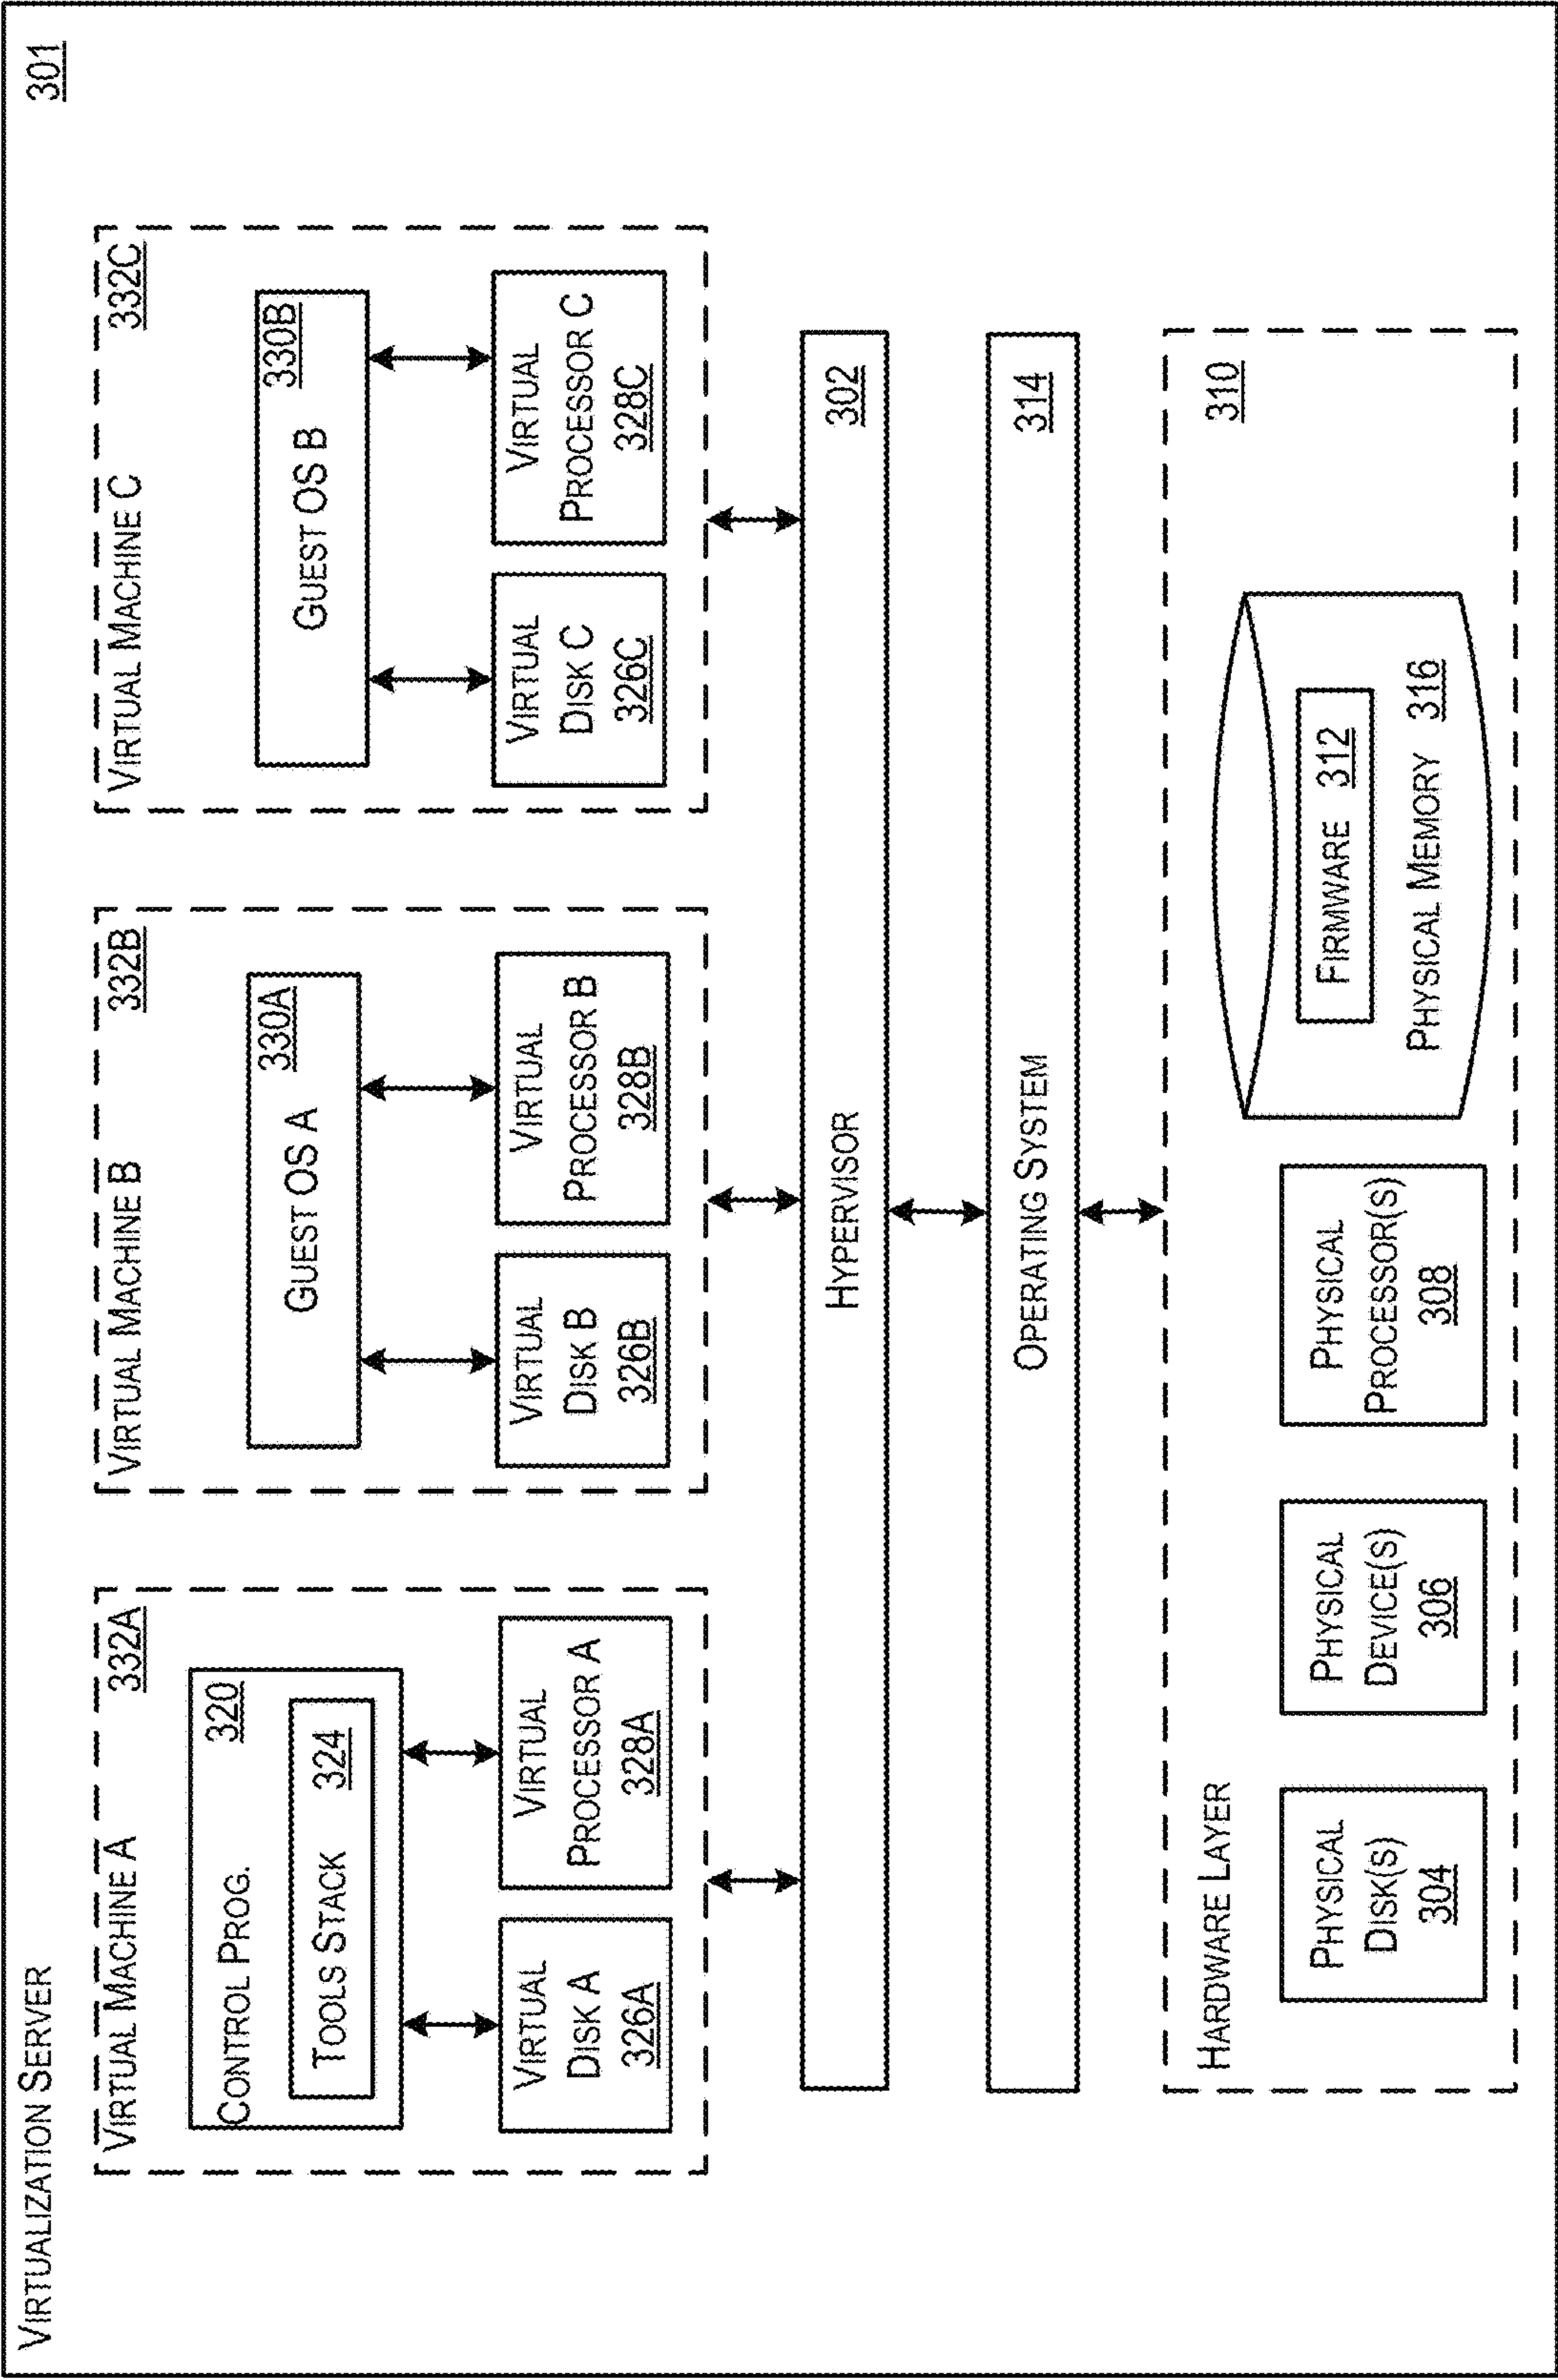 VIRTUALIZATION SERVER
301
VIRTUAL MACHINE A
332A
CONTROL PROG.
320
TOOLS STACK 324
VIRTUAL
DISK A
326A
VIRTUAL
PROCESSOR A
328A
VIRTUAL MACHINE B
332B
GUEST OS A
330A
VIRTUAL
DISK B
326B
VIRTUAL
PROCESSOR B
328B
VIRTUAL MACHINE C
332C
GUEST OS B
330B
VIRTUAL
DISK C
326C
VIRTUAL
PROCESSOR C
328C
HYPERVISOR
302
OPERATING SYSTEM
314
HARDWARE LAYER
310
PHYSICAL
DISK(S)
304
PHYSICAL
DEVICE(S)
306
PHYSICAL
PROCESSOR(S)
308
FIRMWARE 312
PHYSICAL MEMORY 316